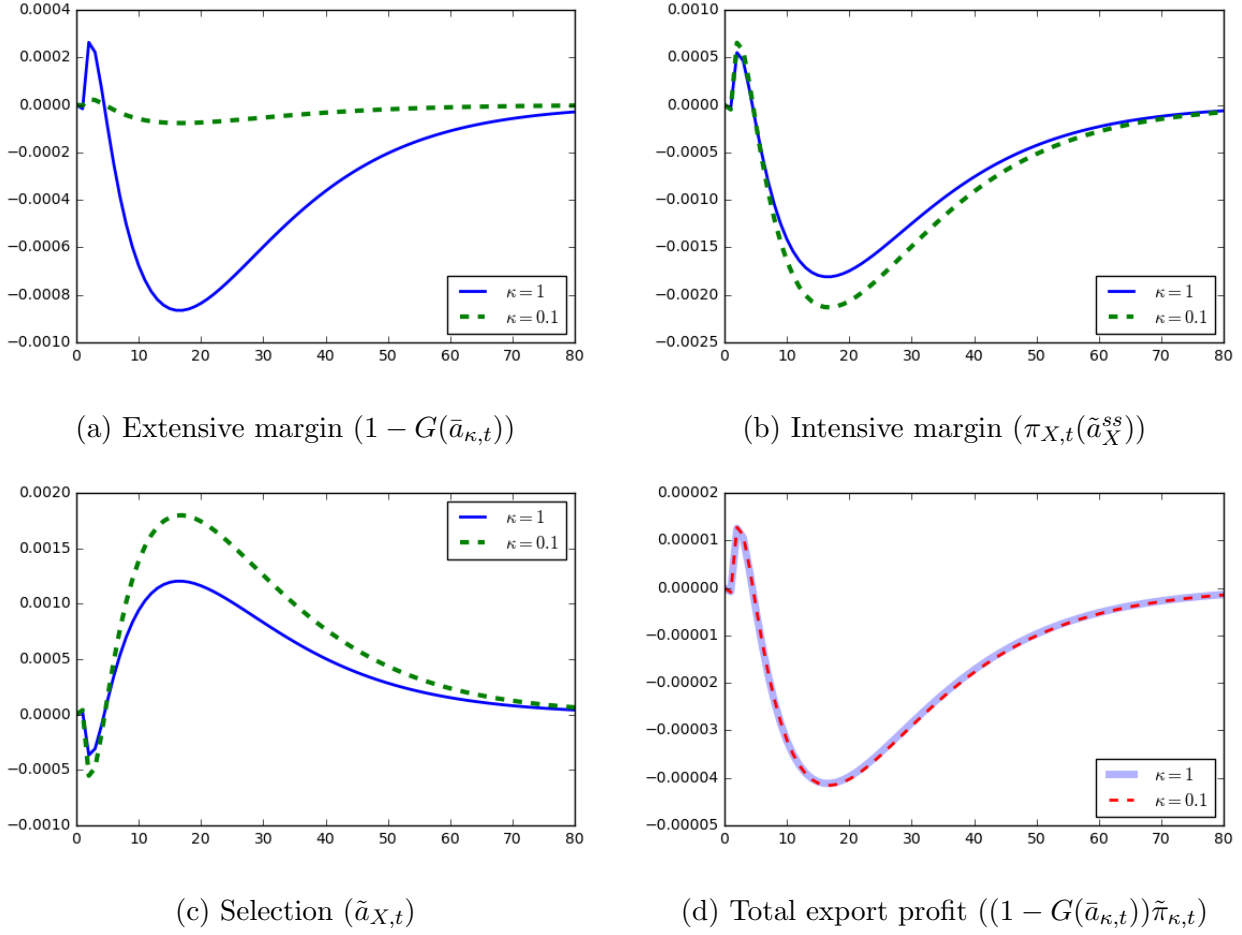 0.0004
0.0002
0.0000
−0.0002
−0.0004
−0.0006
−0.0008
−0.0010
0 10 20 30 40 50 60 70 80
κ = 1
κ = 0.1
(a) Extensive margin (1 − G(ā_{κ,t}))
0.0010
0.0005
0.0000
−0.0005
−0.0010
−0.0015
−0.0020
−0.0025
0 10 20 30 40 50 60 70 80
κ = 1
κ = 0.1
(b) Intensive margin (π_{X,t}(ã_X^{ss}))
0.0020
0.0015
0.0010
0.0005
0.0000
−0.0005
−0.0010
0 10 20 30 40 50 60 70 80
κ = 1
κ = 0.1
(c) Selection (ã_{X,t})
0.00002
0.00001
0.00000
−0.00001
−0.00002
−0.00003
−0.00004
−0.00005
0 10 20 30 40 50 60 70 80
κ = 1
κ = 0.1
(d) Total export profit ((1 − G(ā_{κ,t}))π̃_{κ,t})